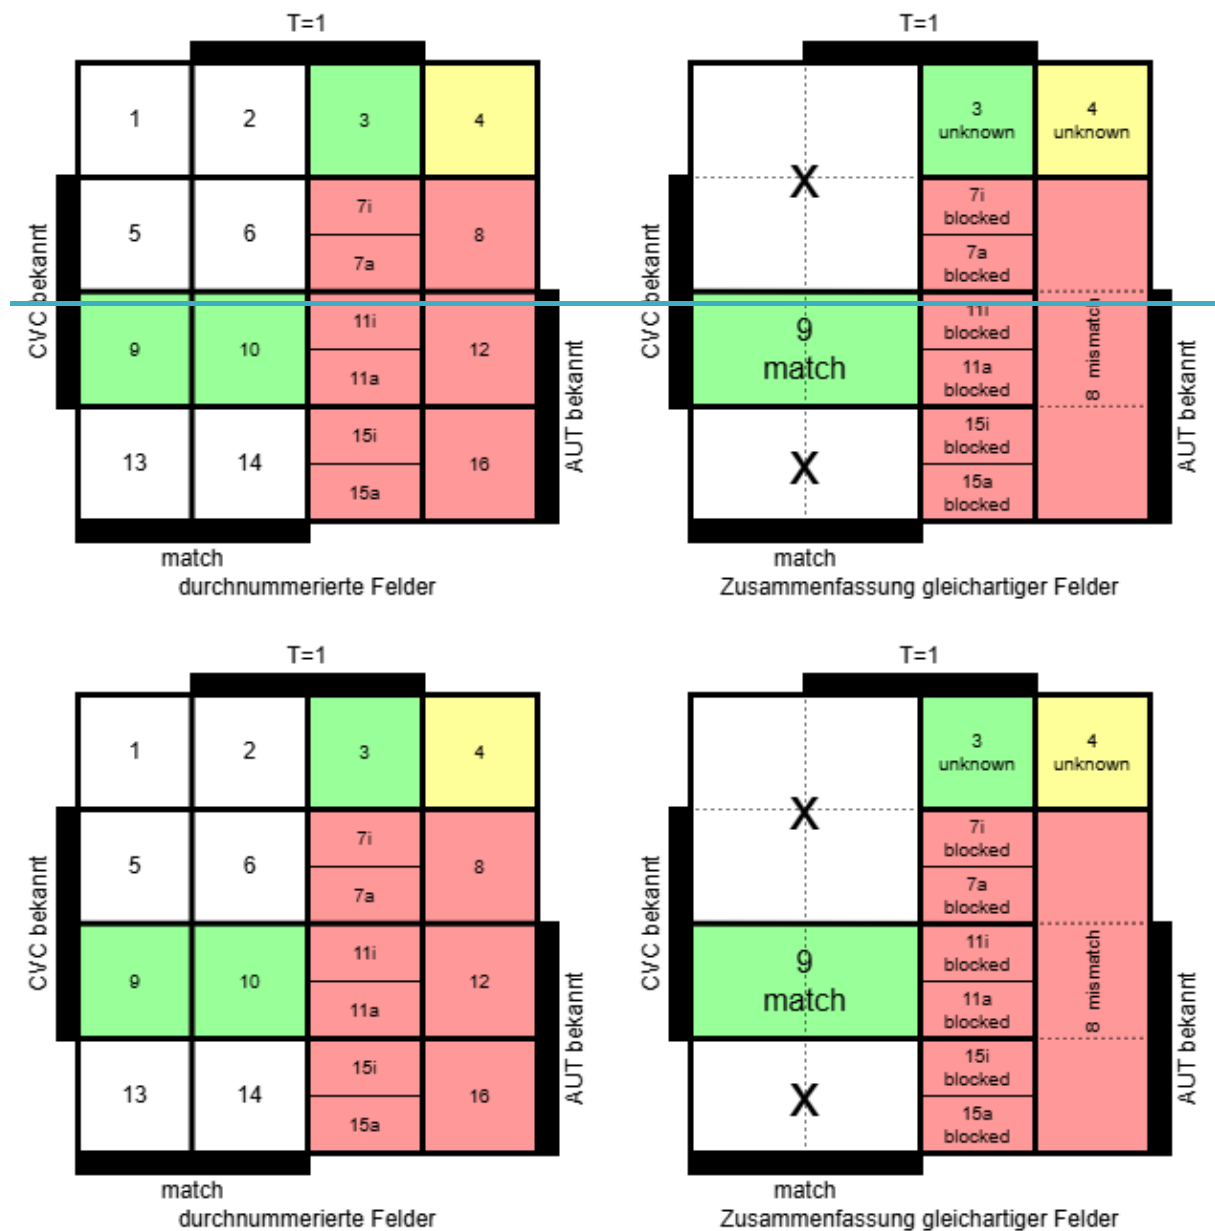 T=1 T=1
1 2 3 4 3 4
unknown unknown
5 6 7i 8 7i
blocked
7a 7a
blocked
CVC bekannt CVC bekannt
9 10 11i 12 9 11i
match blocked
11a 11a
blocked
8 mismatch
AUT bekannt AUT bekannt
13 14 15i 16 X 15i
blocked
15a 15a
blocked
X
match match
durchnummerierte Felder Zusammenfassung gleichartiger Felder
T=1 T=1
1 2 3 4 3 4
unknown unknown
X
5 6 7i 8 7i
blocked
7a 7a
blocked
CVC bekannt CVC bekannt
9 10 11i 12 9 11i
match blocked
11a 11a
blocked
8 mismatch
AUT bekannt AUT bekannt
13 14 15i 16 X 15i
blocked
15a 15a
blocked
match match
durchnummerierte Felder Zusammenfassung gleichartiger Felder